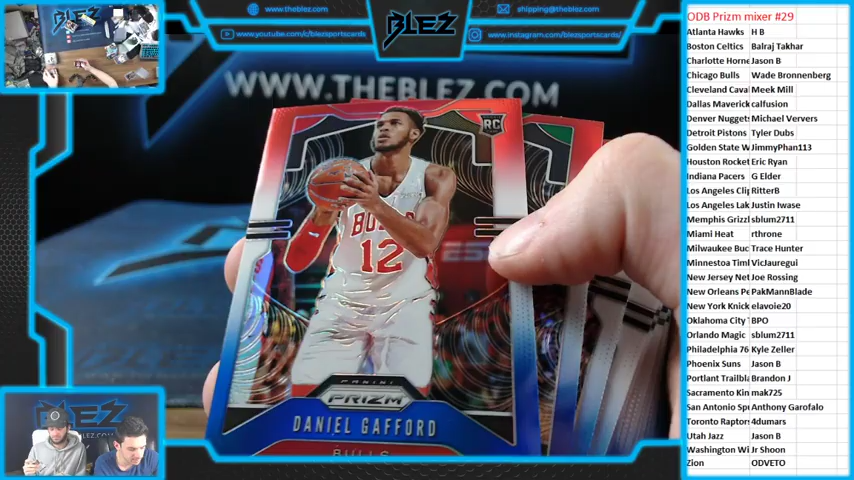 www.theblez.com
shipping@theblez.com
www.youtube.com/c/blezsportscards
www.instagram.com/blezsportscards/
BLEZ
WWW.THEBLEZ.COM
RC
BULLS
12
PANINI
PRIZM
DANIEL GAFFORD
BULLS
BLEZ
ODB Prizm mixer #29
Atlanta Hawks H B
Boston Celtics Balraj Takhar
Charlotte Horne Jason B
Chicago Bulls Wade Bronnenberg
Cleveland Caval Meek Mill
Dallas Maverick calfusion
Denver Nuggets Michael Ververs
Detroit Pistons Tyler Dubs
Golden State W JimmyPhan113
Houston Rocket Eric Ryan
Indiana Pacers G Elder
Los Angeles Clip RitterB
Los Angeles Lak Justin Iwase
Memphis Grizzl sblum2711
Miami Heat rthrone
Milwaukee Buc Trace Hunter
Minnestoa Timl VicJauregui
New Jersey Net Joe Rossing
New Orleans Pe PakMannBlade
New York Knick elavoie20
Oklahoma City BPO
Orlando Magic sblum2711
Philadelphia 76 Kyle Zeller
Phoenix Suns Jason B
Portlant Trailbla Brandon J
Sacramento Kin mak725
San Antonio Spu Anthony Garofalo
Toronto Raptor 4dumars
Utah Jazz Jason B
Washington Wi Jr Shoon
Zion ODVETO